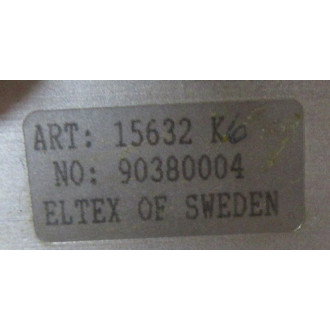 ART: 15632 K6
NO: 90380004
ELTEX OF SWEDEN